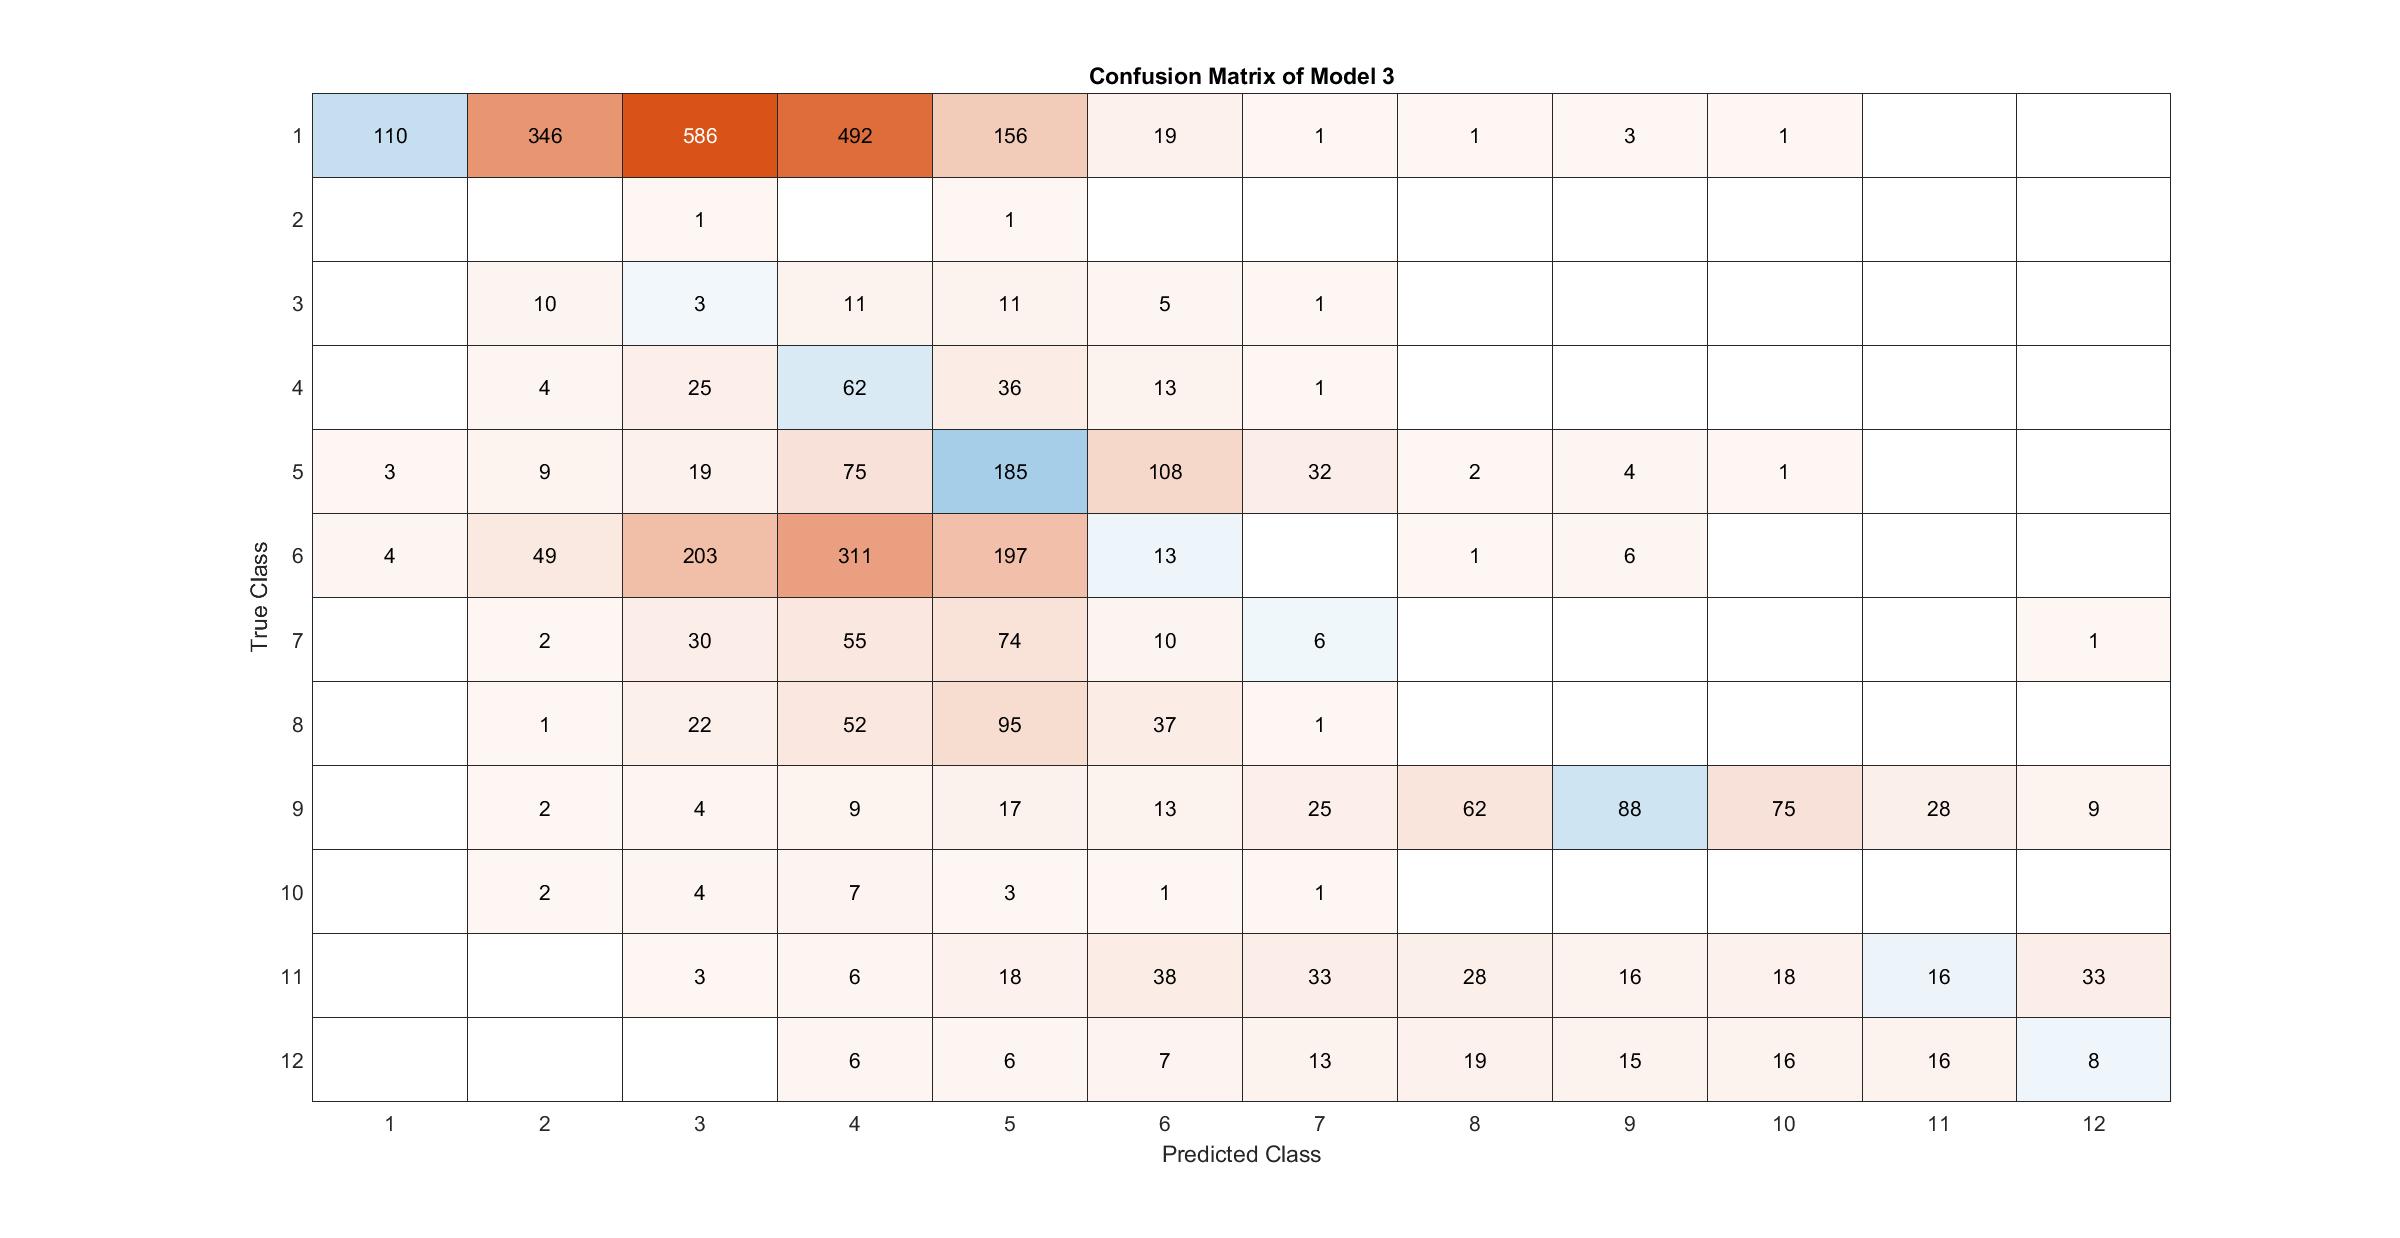 Confusion Matrix of Model 3
1 110 346 586 492 156 19 1 1 3 1
2 1 1
3 10 3 11 11 5 1
4 4 25 62 36 13 1
5 3 9 19 75 185 108 32 2 4 1
6 4 49 203 311 197 13 1 6
7 2 30 55 74 10 6 1
8 1 22 52 95 37 1
9 2 4 9 17 13 25 62 88 75 28 9
10 2 4 7 3 1 1
11 3 6 18 38 33 28 16 18 16 33
12 6 6 7 13 19 15 16 16 8
True Class
1 2 3 4 5 6 7 8 9 10 11 12
Predicted Class